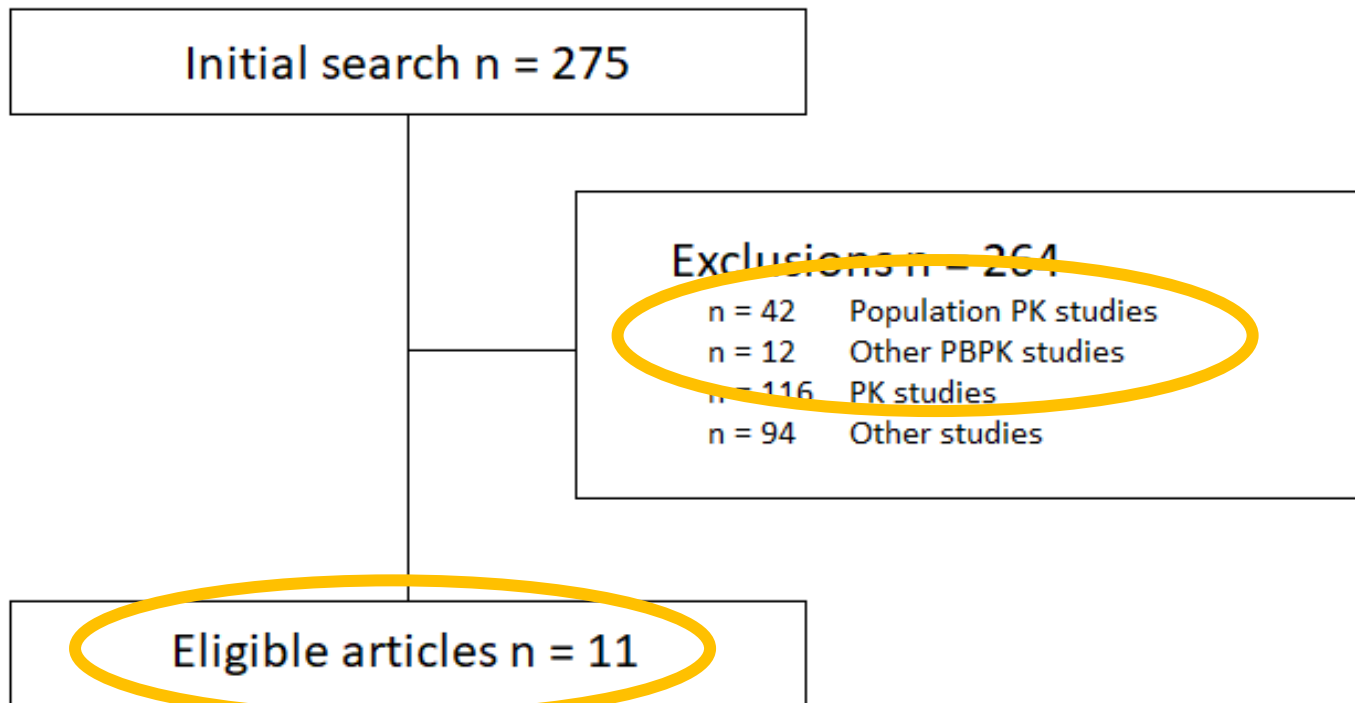 Initial search n = 275
Exclusions n = 264
n = 42 Population PK studies
n = 12 Other PBPK studies
n = 116 PK studies
n = 94 Other studies
Eligible articles n = 11